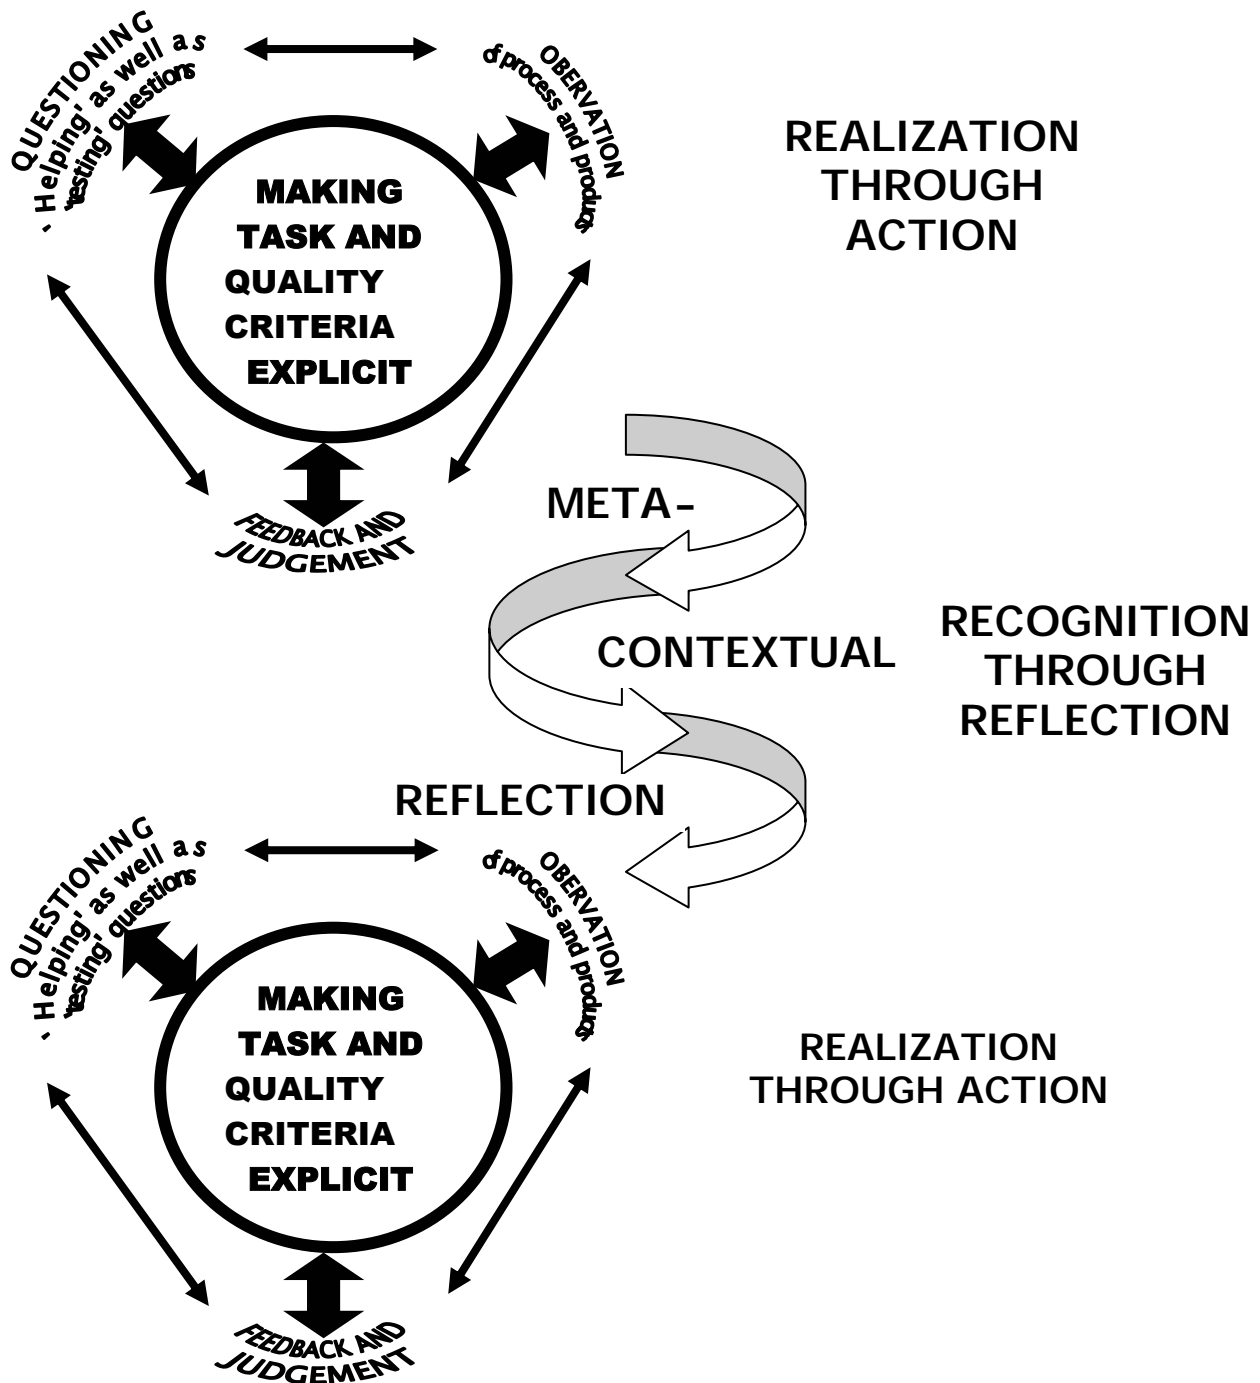 QUESTIONING
'Helping' as well as
'testing' questions
OBERVATION
of process and products
MAKING
TASK AND
QUALITY
CRITERIA
EXPLICIT
FEEDBACK AND
JUDGEMENT
REALIZATION
THROUGH
ACTION
META-
CONTEXTUAL
REFLECTION
RECOGNITION
THROUGH
REFLECTION
QUESTIONING
'Helping' as well as
'testing' questions
OBERVATION
of process and products
MAKING
TASK AND
QUALITY
CRITERIA
EXPLICIT
FEEDBACK AND
JUDGEMENT
REALIZATION
THROUGH ACTION